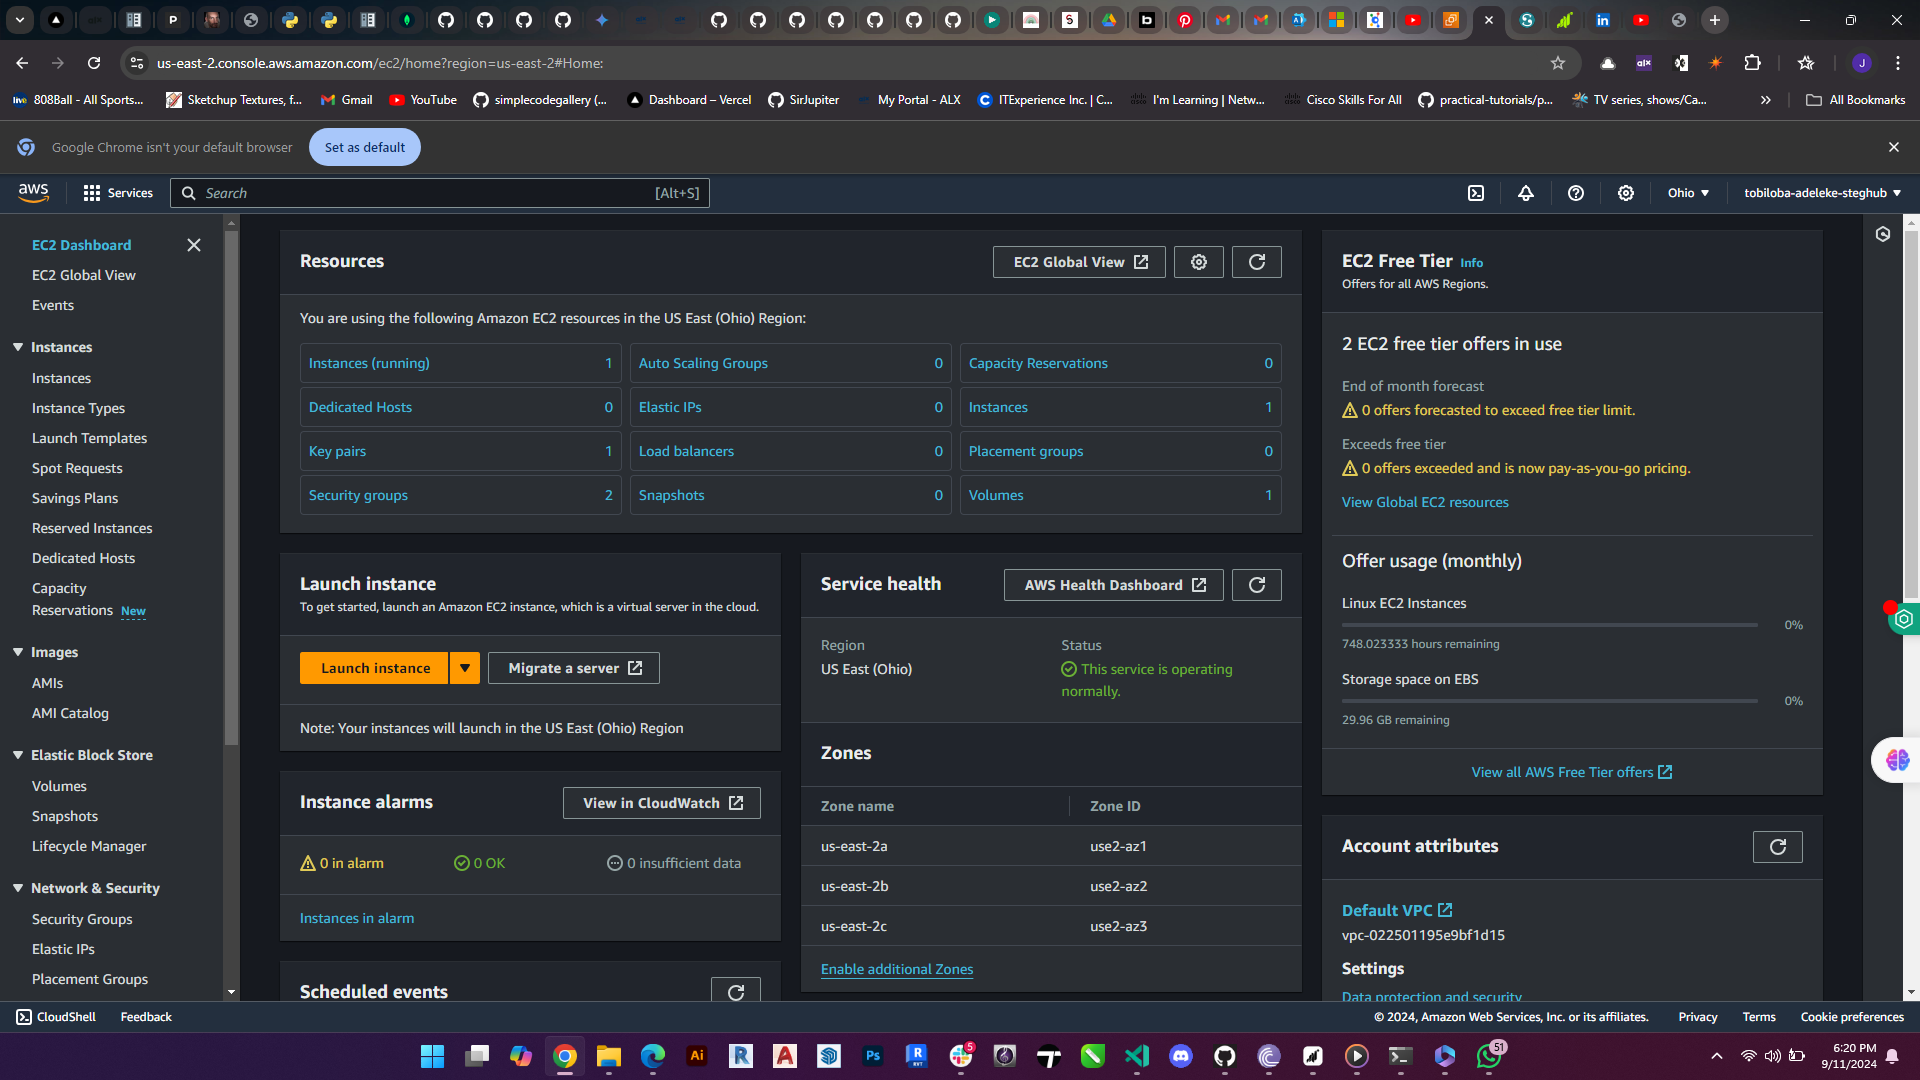 us-east-2.console.aws.amazon.com/ec2/home?region=us-east-2#Home:
808Ball - All Sports...
Sketchup Textures, f...
Gmail
YouTube
simplecodegallery (...
Dashboard – Vercel
SirJupiter
My Portal - ALX
ITExperience Inc. | C...
I'm Learning | Netw...
Cisco Skills For All
practical-tutorials/p...
TV series, shows/Ca...
All Bookmarks
Google Chrome isn't your default browser
Set as default
aws
Services
Search
[Alt+S]
Ohio
tobiloba-adeleke-steghub
EC2 Dashboard
EC2 Global View
Events
Instances
Instances
Instance Types
Launch Templates
Spot Requests
Savings Plans
Reserved Instances
Dedicated Hosts
Capacity
Reservations New
Images
AMIs
AMI Catalog
Elastic Block Store
Volumes
Snapshots
Lifecycle Manager
Network & Security
Security Groups
Elastic IPs
Placement Groups
Resources
EC2 Global View
You are using the following Amazon EC2 resources in the US East (Ohio) Region:
Instances (running) 1
Auto Scaling Groups 0
Capacity Reservations 0
Dedicated Hosts 0
Elastic IPs 0
Instances 1
Key pairs 1
Load balancers 0
Placement groups 0
Security groups 2
Snapshots 0
Volumes 1
Launch instance
To get started, launch an Amazon EC2 instance, which is a virtual server in the cloud.
Launch instance
Migrate a server
Note: Your instances will launch in the US East (Ohio) Region
Instance alarms
View in CloudWatch
0 in alarm
0 OK
0 insufficient data
Instances in alarm
Scheduled events
Service health
AWS Health Dashboard
Region
US East (Ohio)
Status
This service is operating
normally.
Zones
Zone name
Zone ID
us-east-2a
use2-az1
us-east-2b
use2-az2
us-east-2c
use2-az3
Enable additional Zones
EC2 Free Tier Info
Offers for all AWS Regions.
2 EC2 free tier offers in use
End of month forecast
0 offers forecasted to exceed free tier limit.
Exceeds free tier
0 offers exceeded and is now pay-as-you-go pricing.
View Global EC2 resources
Offer usage (monthly)
Linux EC2 Instances
0%
748.023333 hours remaining
Storage space on EBS
0%
29.96 GB remaining
View all AWS Free Tier offers
Account attributes
Default VPC
vpc-022501195e9bf1d15
Settings
Data protection and security
CloudShell
Feedback
© 2024, Amazon Web Services, Inc. or its affiliates.
Privacy
Terms
Cookie preferences
5
51
6:20 PM
9/11/2024